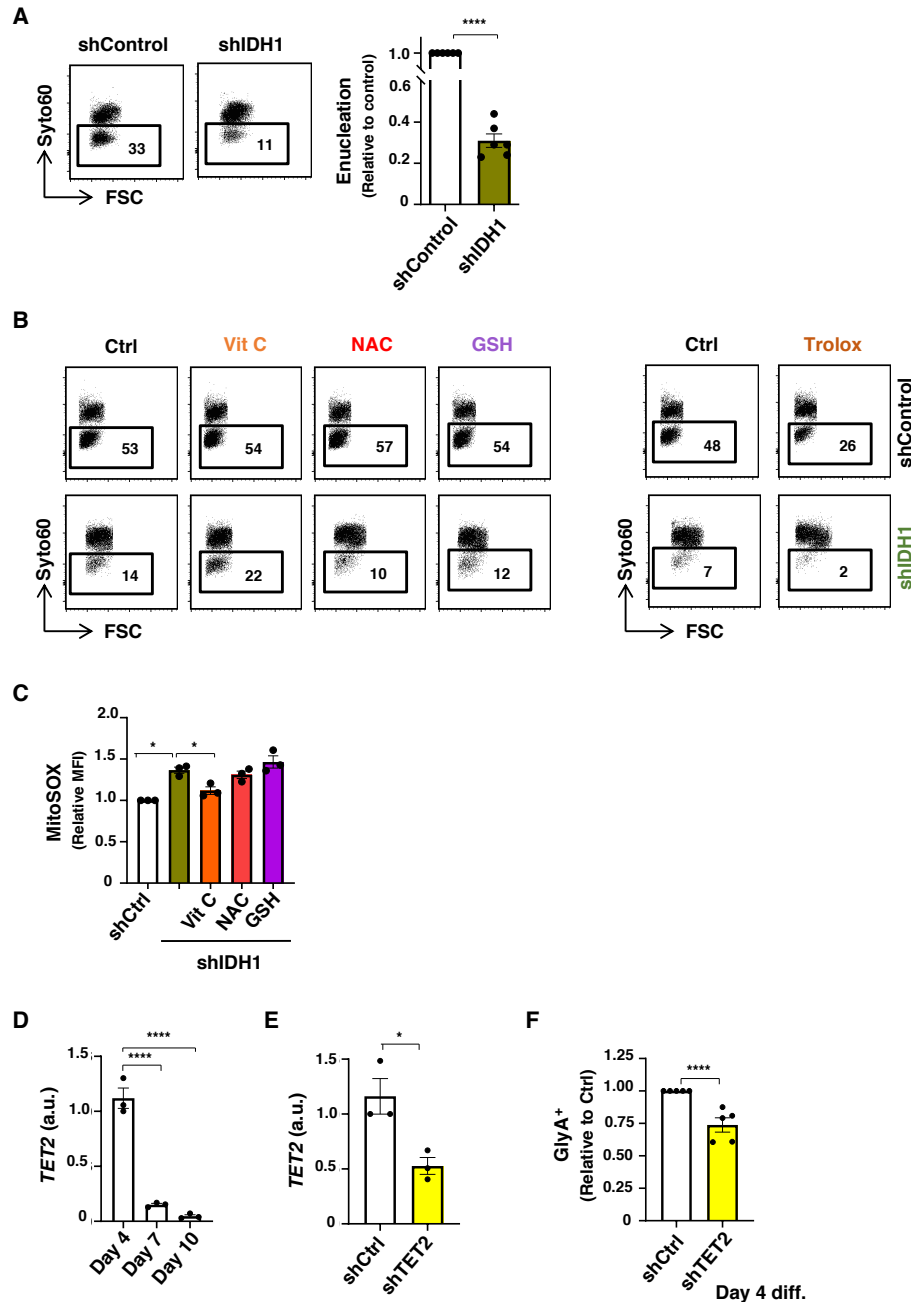 A
shControl
shIDH1
Syto60
33
11
FSC
Enucleation
(Relative to control)
1.0
0.6
0.4
0.2
0
****
shControl
shIDH1
B
Ctrl
Vit C
NAC
GSH
Ctrl
Trolox
53
54
57
54
48
26
shControl
Syto60
14
22
10
12
Syto60
7
2
shIDH1
FSC
FSC
C
MitoSOX
(Relative MFI)
2.0
1.5
1.0
0.5
0
*
*
shCtrl
Vit C
NAC
GSH
shIDH1
D
TET2 (a.u.)
1.5
1.0
0.5
0
****
****
Day 4
Day 7
Day 10
E
TET2 (a.u.)
1.5
1.0
0.5
0
*
shCtrl
shTET2
F
GlyA+
(Relative to Ctrl)
1.00
0.75
0.50
0.25
0
****
shCtrl
shTET2
Day 4 diff.